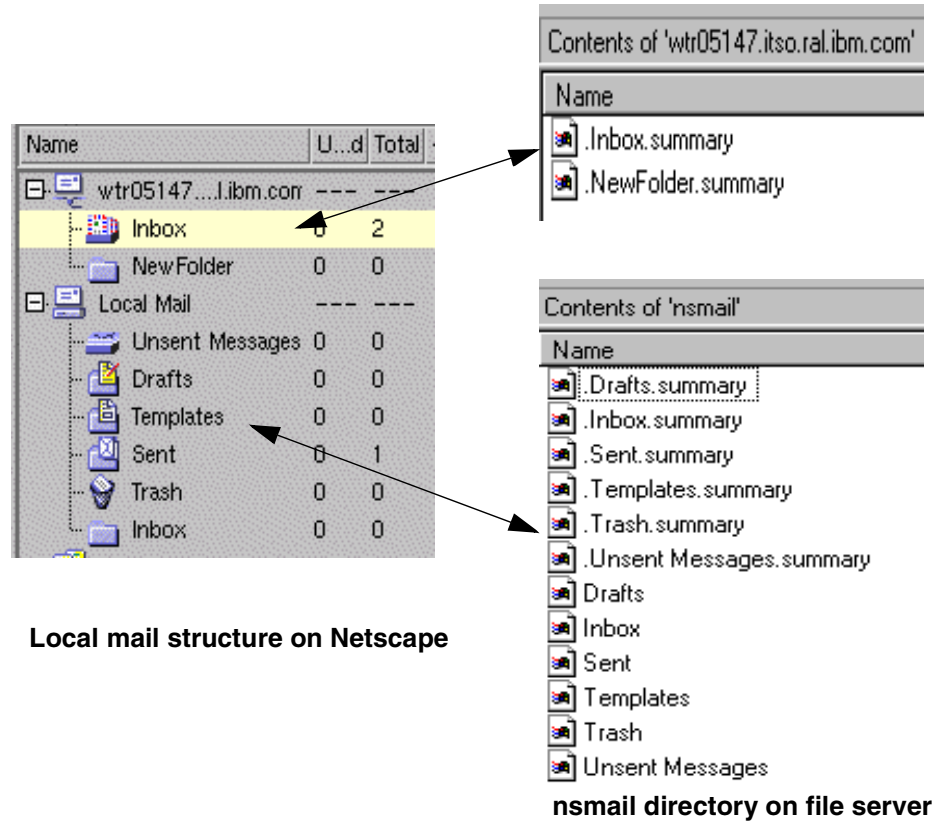 Contents of 'wtr05147.itso.ral.ibm.com'
Name
.Inbox.summary
.NewFolder.summary
Name U...d Total
wtr05147....l.ibm.con --- ---
Inbox 0 2
NewFolder 0 0
Local Mail --- ---
Unsent Messages 0 0
Drafts 0 0
Templates 0 0
Sent 0 1
Trash 0 0
Inbox 0 0
Local mail structure on Netscape
Contents of 'nsmail'
Name
.Drafts.summary
.Inbox.summary
.Sent.summary
.Templates.summary
.Trash.summary
.Unsent Messages.summary
Drafts
Inbox
Sent
Templates
Trash
Unsent Messages
nsmail directory on file server